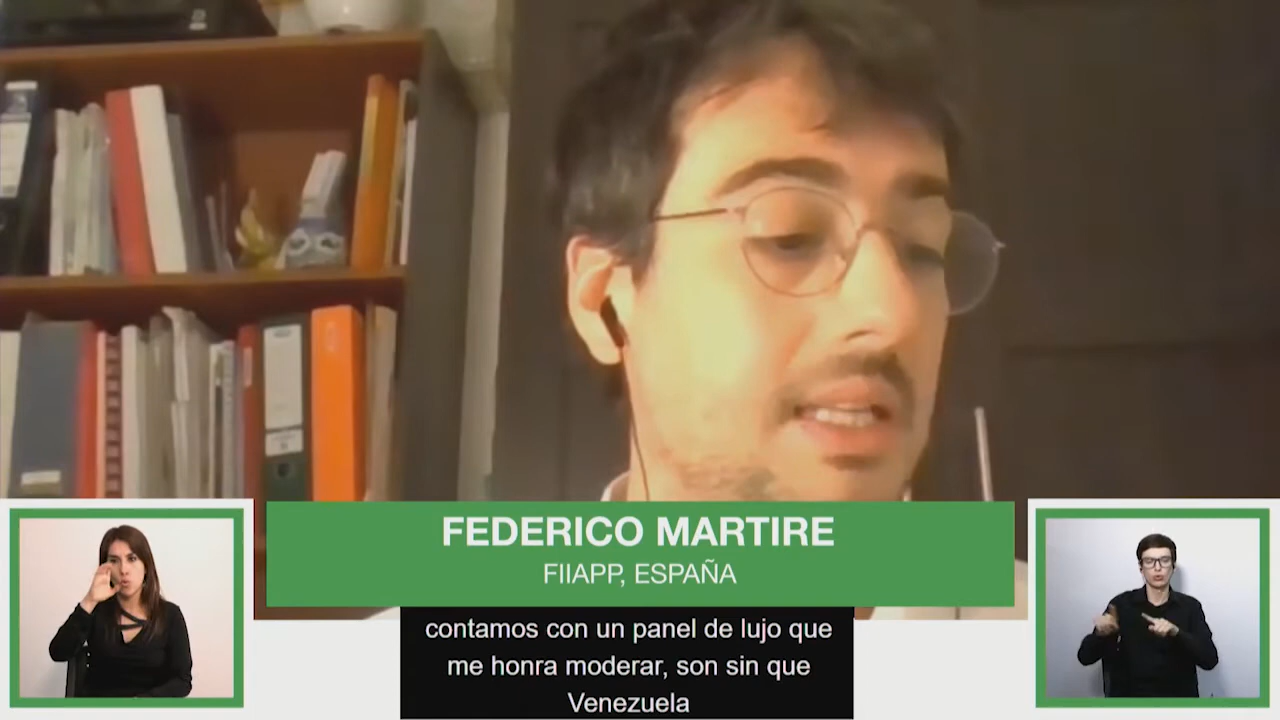 FEDERICO MARTIRE
FIIAPP, ESPAÑA
contamos con un panel de lujo que
me honra moderar, son sin que
Venezuela